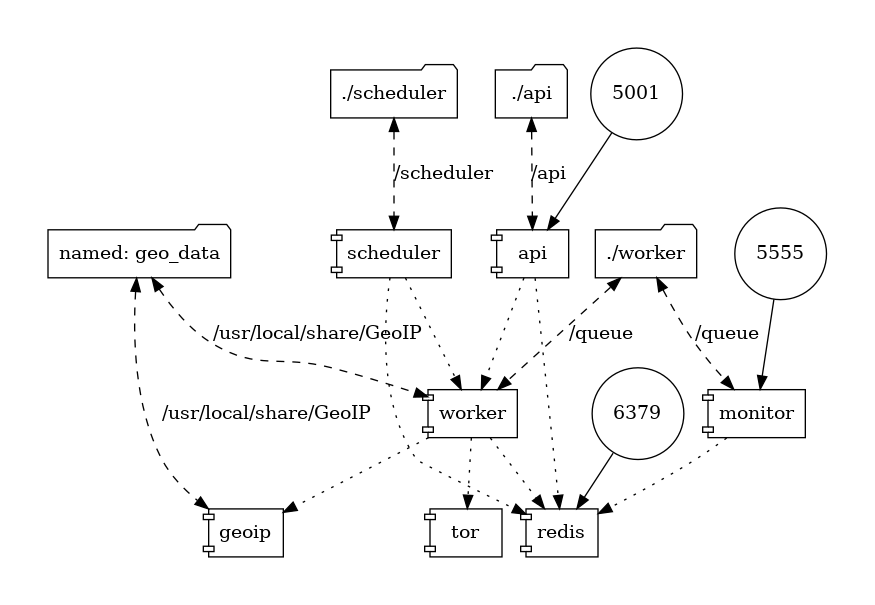 ./scheduler
./api
5001
/scheduler
/api
named: geo_data
scheduler
api
./worker
5555
/usr/local/share/GeoIP
/queue
/queue
/usr/local/share/GeoIP
worker
6379
monitor
geoip
tor
redis